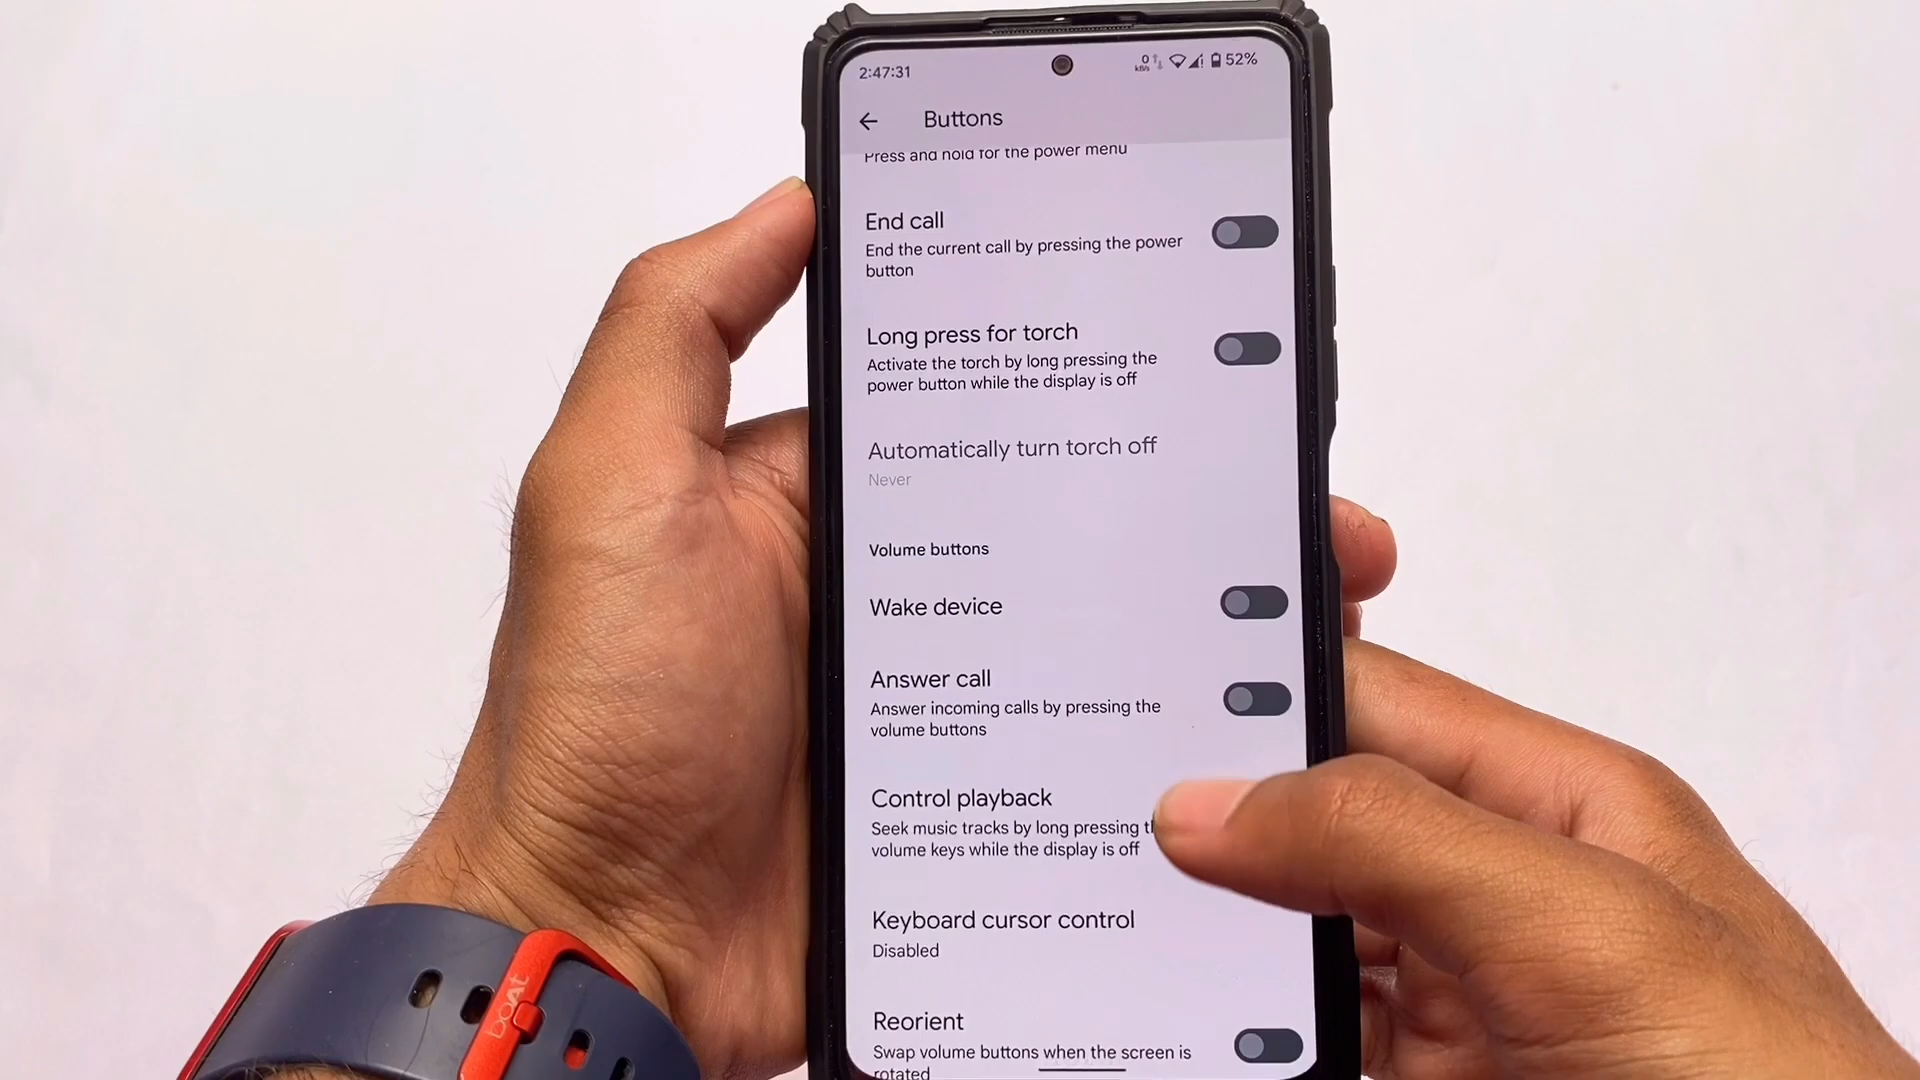 2:47:31
0 kB/s 52%
Buttons
Press and hold for the power menu
End call
End the current call by pressing the power
button
Long press for torch
Activate the torch by long pressing the
power button while the display is off
Automatically turn torch off
Never
Volume buttons
Wake device
Answer call
Answer incoming calls by pressing the
volume buttons
Control playback
Seek music tracks by long pressing
volume keys while the display is off
Keyboard cursor control
Disabled
Reorient
Swap volume buttons when the screen is
rotated
boAt